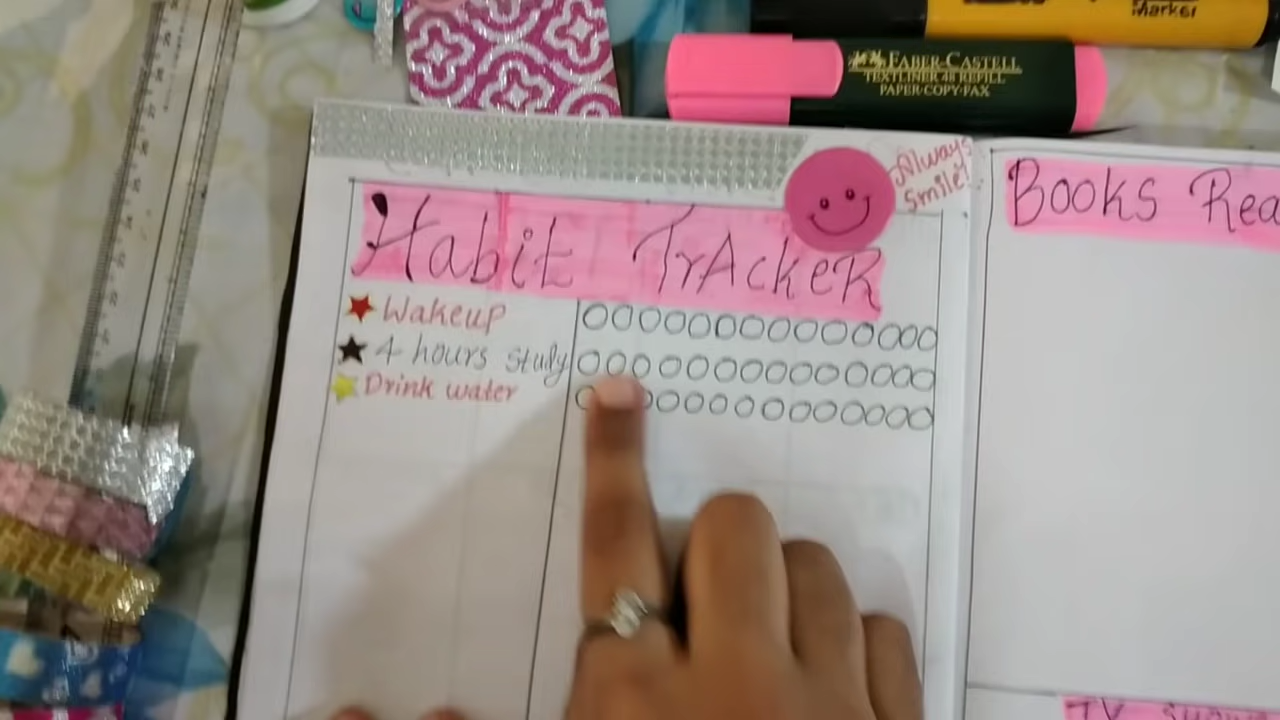 Marker
FABER-CASTELL
TEXTLINER 48 REFILL
PAPER·COPY·FAX
Always
Smile!
Habit TrAckeR
Books
Wakeup
4 hours study
Drink water
TV